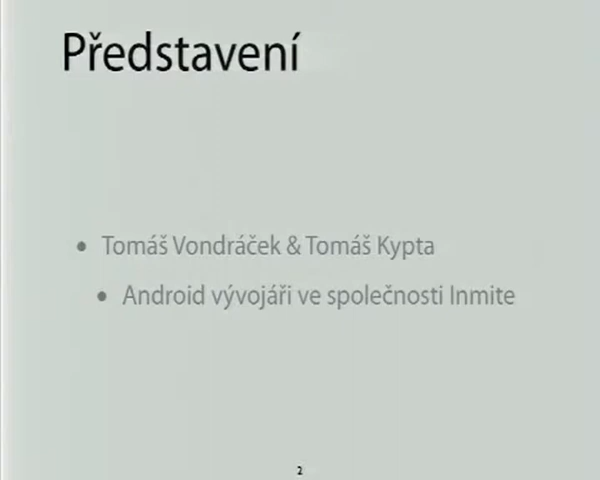 Představení
• Tomáš Vondráček & Tomáš Kypta
• Android vývojáři ve společnosti Inmite
2